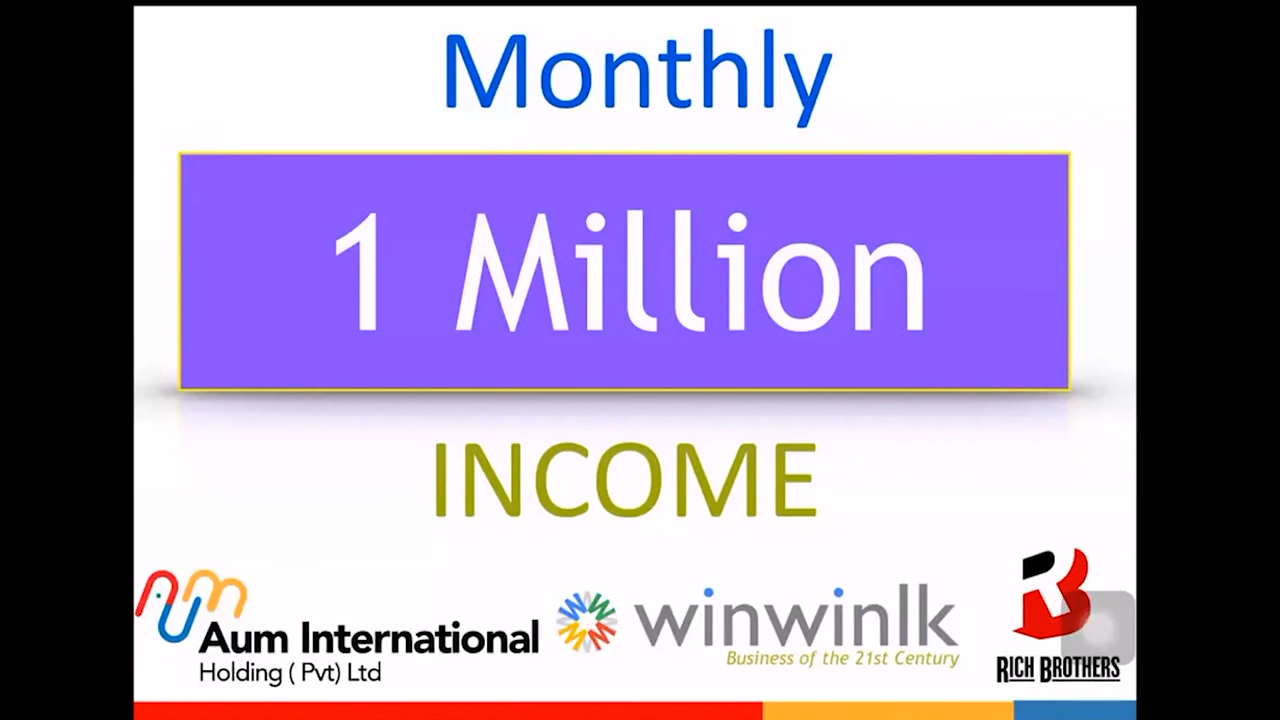 Monthly
1 Million
INCOME
Aum International
Holding ( Pvt) Ltd
winwinlk
Business of the 21st Century
RICH BROTHERS